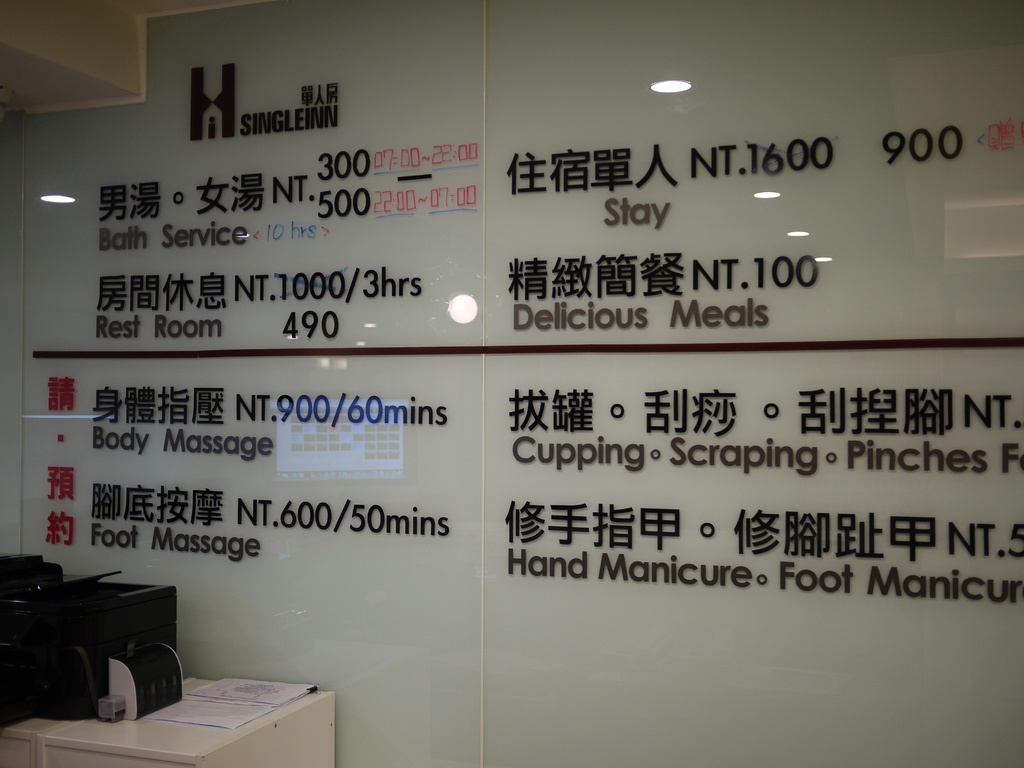 單人房
SINGLEINN
男湯。女湯 NT. 300 07:00~22:00
500 22:00~07:00
Bath Service <10 hrs>
房間休息 NT.1000/3hrs
Rest Room 490
請・預約
身體指壓 NT.900/60mins
Body Massage
腳底按摩 NT.600/50mins
Foot Massage
住宿單人 NT.1600 900
Stay
精緻簡餐 NT.100
Delicious Meals
拔罐。刮痧。刮揑腳 NT.
Cupping。Scraping。Pinches
修手指甲。修腳趾甲 NT.5
Hand Manicure。Foot Manicur